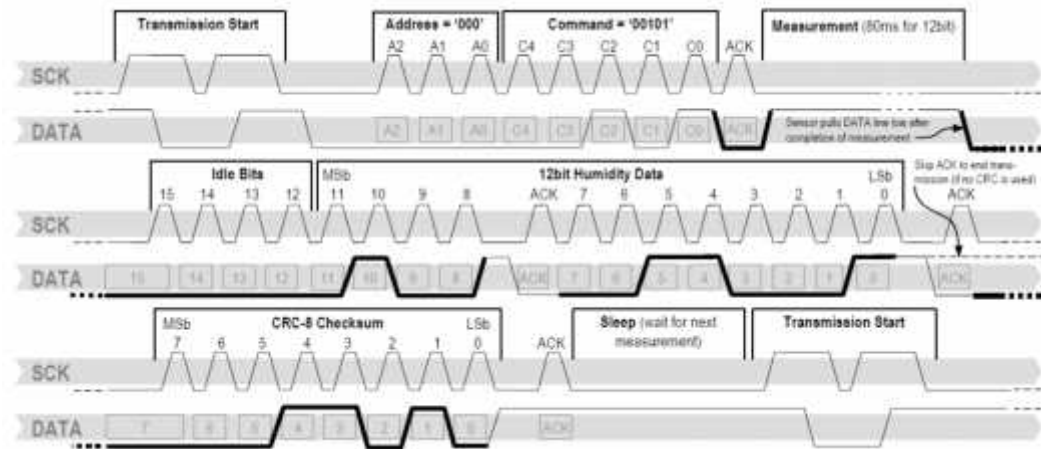 Transmission Start Address = '000' Command = '00101' Measurement (80ms for 12bit)
A2 A1 A0 C4 C3 C2 C1 C0 ACK
SCK
DATA A2 A1 A0 C4 C3 C2 C1 C0 ACK
Sensor pulls DATA line low after
completion of measurement
Idle Bits MSb 12bit Humidity Data LSb
Skip ACK to end trans-
mission (if no CRC is used)
15 14 13 12 11 10 9 8 ACK 7 6 5 4 3 2 1 0 ACK
SCK
DATA 15 14 13 12 11 10 9 8 ACK 7 6 5 4 3 2 1 0 ACK
MSb CRC-8 Checksum LSb Sleep (wait for next
measurement) Transmission Start
7 6 5 4 3 2 1 0 ACK
SCK
DATA 7 6 5 4 3 2 1 0 ACK